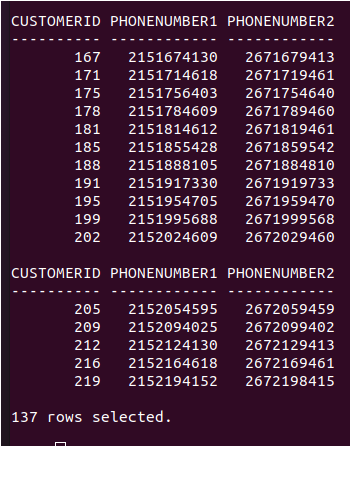 CUSTOMERID PHONENUMBER1 PHONENUMBER2
---------- ------------ ------------
167 2151674130 2671679413
171 2151714618 2671719461
175 2151756403 2671754640
178 2151784609 2671789460
181 2151814612 2671819461
185 2151855428 2671859542
188 2151888105 2671884810
191 2151917330 2671919733
195 2151954705 2671959470
199 2151995688 2671999568
202 2152024609 2672029460
CUSTOMERID PHONENUMBER1 PHONENUMBER2
---------- ------------ ------------
205 2152054595 2672059459
209 2152094025 2672099402
212 2152124130 2672129413
216 2152164618 2672169461
219 2152194152 2672198415
137 rows selected.